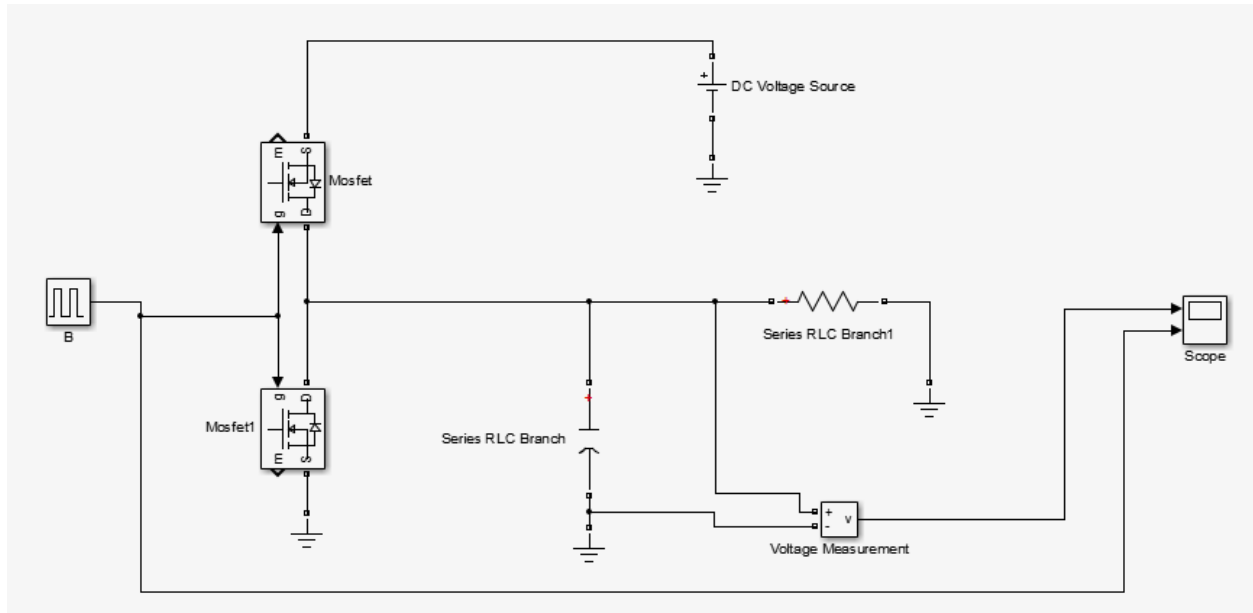 +
DC Voltage Source
m
S
Mosfet
g
D
B
+
Series RLC Branch1
Scope
g
D
Mosfet1
m
S
+
Series RLC Branch
+
v
-
Voltage Measurement